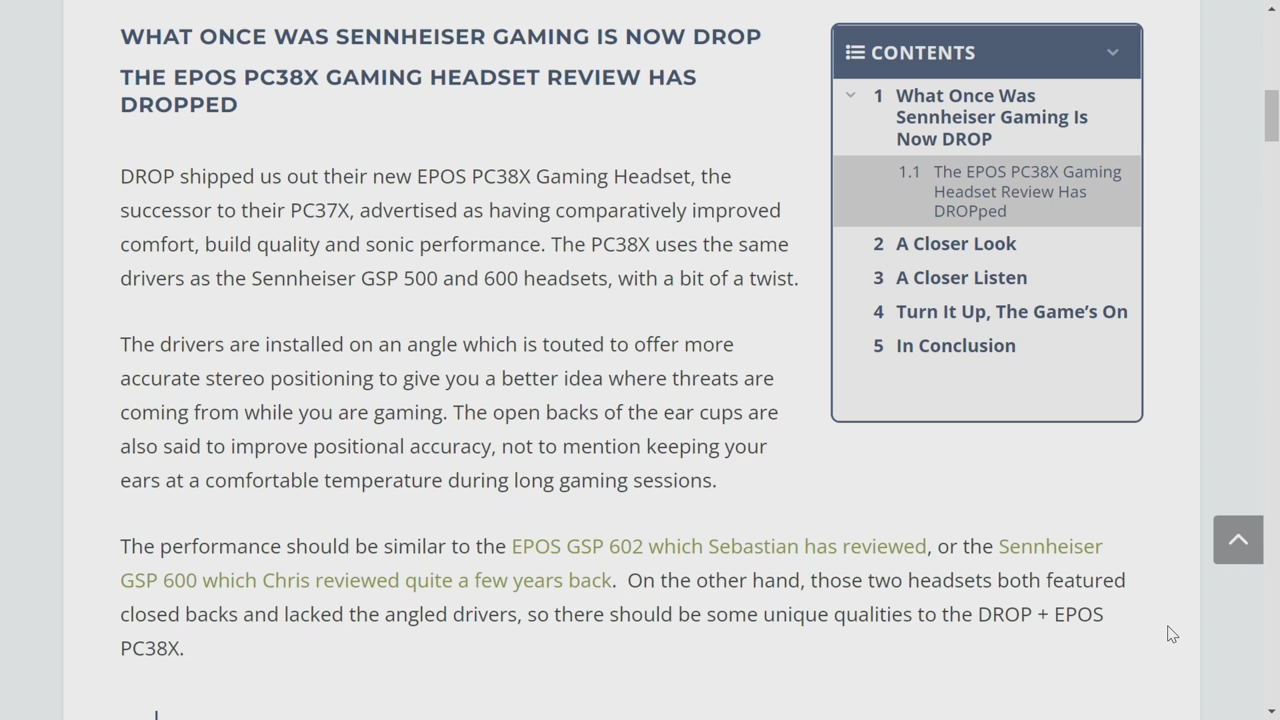 WHAT ONCE WAS SENNHEISER GAMING IS NOW DROP
THE EPOS PC38X GAMING HEADSET REVIEW HAS
DROPPED
DROP shipped us out their new EPOS PC38X Gaming Headset, the
successor to their PC37X, advertised as having comparatively improved
comfort, build quality and sonic performance. The PC38X uses the same
drivers as the Sennheiser GSP 500 and 600 headsets, with a bit of a twist.
The drivers are installed on an angle which is touted to offer more
accurate stereo positioning to give you a better idea where threats are
coming from while you are gaming. The open backs of the ear cups are
also said to improve positional accuracy, not to mention keeping your
ears at a comfortable temperature during long gaming sessions.
The performance should be similar to the EPOS GSP 602 which Sebastian has reviewed, or the Sennheiser
GSP 600 which Chris reviewed quite a few years back. On the other hand, those two headsets both featured
closed backs and lacked the angled drivers, so there should be some unique qualities to the DROP + EPOS
PC38X.
CONTENTS
1 What Once Was
Sennheiser Gaming Is
Now DROP
1.1 The EPOS PC38X Gaming
Headset Review Has
DROPped
2 A Closer Look
3 A Closer Listen
4 Turn It Up, The Game’s On
5 In Conclusion